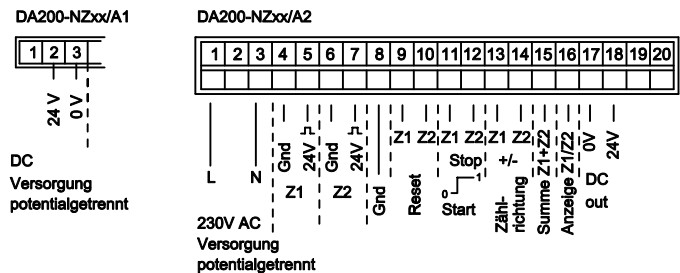 DA200-NZxx/A1
1 2 3
24 V
0 V
DC
Versorgung
potentialgetrennt
DA200-NZxx/A2
1 2 3 4 5 6 7 8 9 10 11 12 13 14 15 16 17 18 19 20
L
N
230V AC
Versorgung
potentialgetrennt
Gnd
24V
Z1
Gnd
24V
Z2
Gnd
Z1 Z2
Reset
Z1 Z2
Stop
0 1
Start
Z1 Z2
+/-
Zähl-
richtung
Summe Z1+Z2
Anzeige Z1/Z2
0V
24V
DC
out